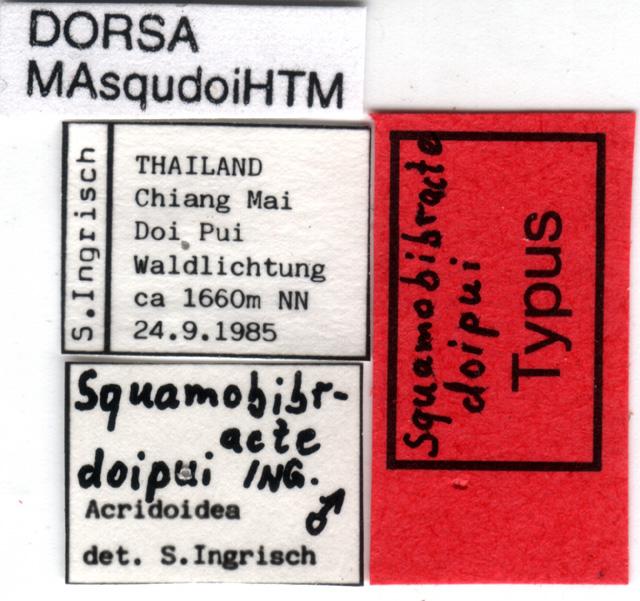 DORSA
MAsqudoiHTM
S.Ingrisch
THAILAND
Chiang Mai
Doi Pui
Waldlichtung
ca 1660m NN
24.9.1985
Squamobibr-
acte
doipui ING.
Acridoidea ♂
det. S.Ingrisch
Squamobibracte
doipui
Typus